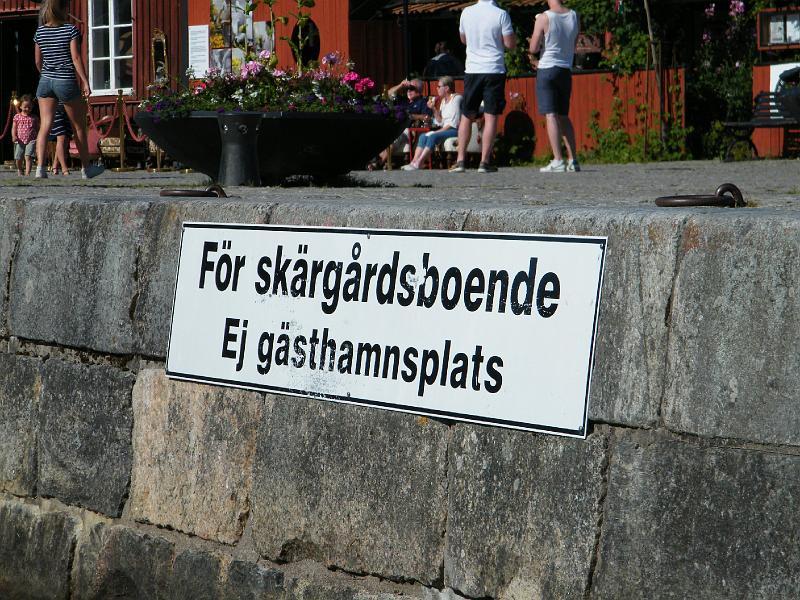 För skärgårdsboende
Ej gästhamnsplats